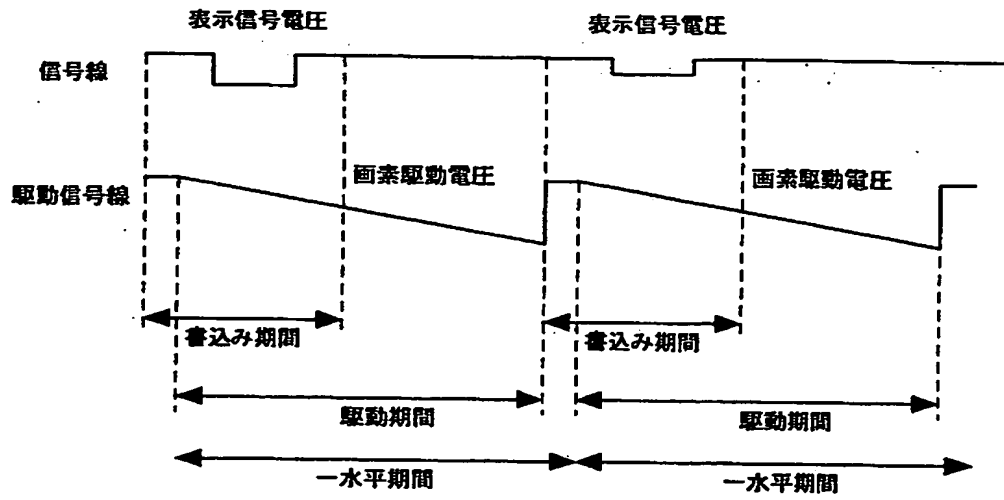 表示信号電圧
表示信号電圧
信号線
画素駆動電圧
画素駆動電圧
駆動信号線
書込み期間
書込み期間
駆動期間
駆動期間
一水平期間
一水平期間